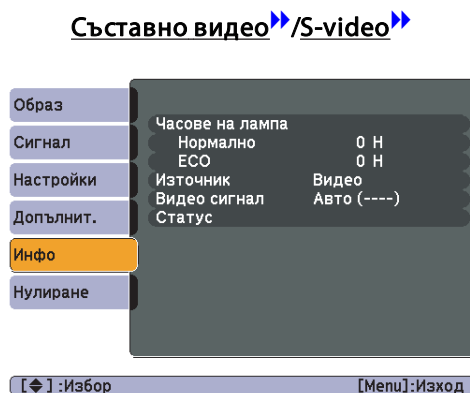 Съставно видео/S-video
Образ
Сигнал
Настройки
Допълнит.
Инфо
Нулиране
Часове на лампа
Нормално 0 H
ECO 0 H
Източник Видео
Видео сигнал Авто (----)
Статус
[◆] :Избор [Menu]:Изход